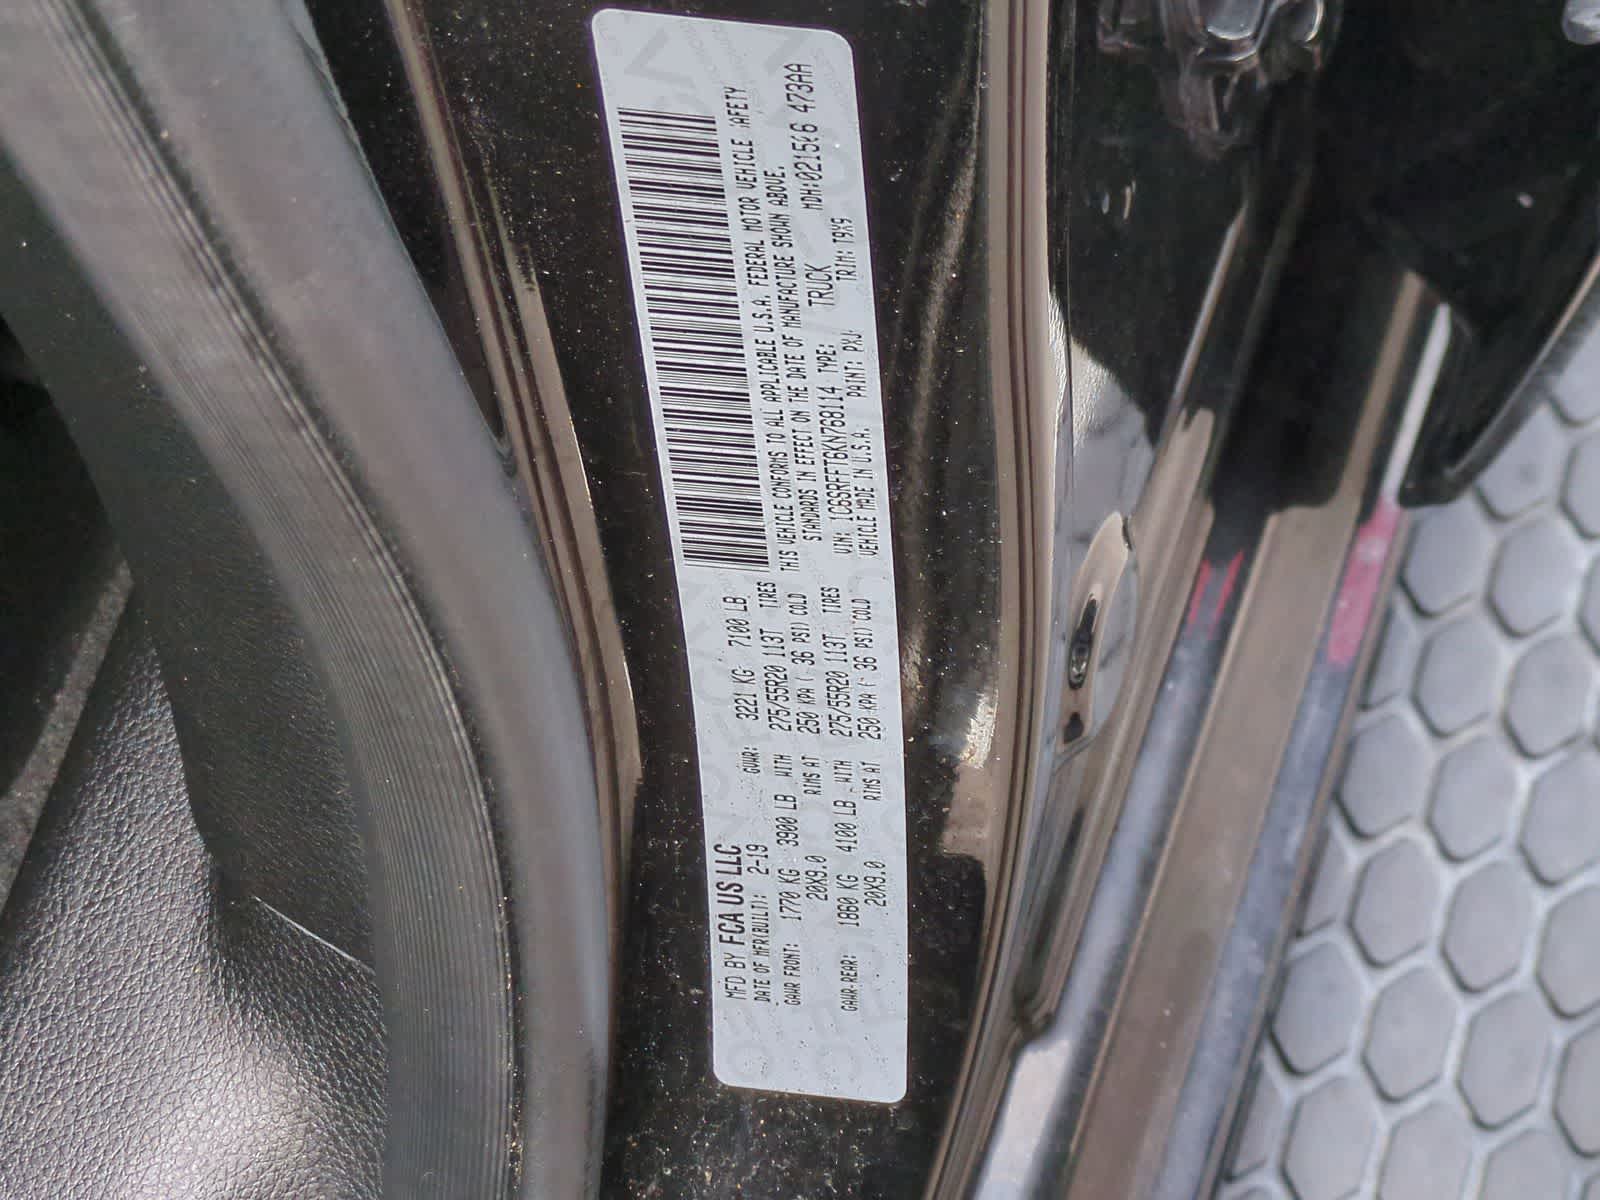 MFD BY FCA US LLC
DATE OF MFR(BUILT): 2-19 GVWR: 3221 KG 7100 LB
GAWR FRONT: 1770 KG 3900 LB WITH 275/55R20 113T TIRES
20X9.0 RIMS AT 250 KPA ( 36 PSI) COLD
GAWR REAR: 1860 KG 4100 LB WITH 275/55R20 113T TIRES
20X9.0 RIMS AT 250 KPA ( 36 PSI) COLD
THIS VEHICLE CONFORMS TO ALL APPLICABLE U.S.A. FEDERAL MOTOR VEHICLE SAFETY
STANDARDS IN EFFECT ON THE DATE OF MANUFACTURE SHOWN ABOVE.
VIN: 1C6SRFFT6KN768114 TYPE: TRUCK MDH: 473AA
VEHICLE MADE IN U.S.A. PAINT: PXJ TRIM: T9X9